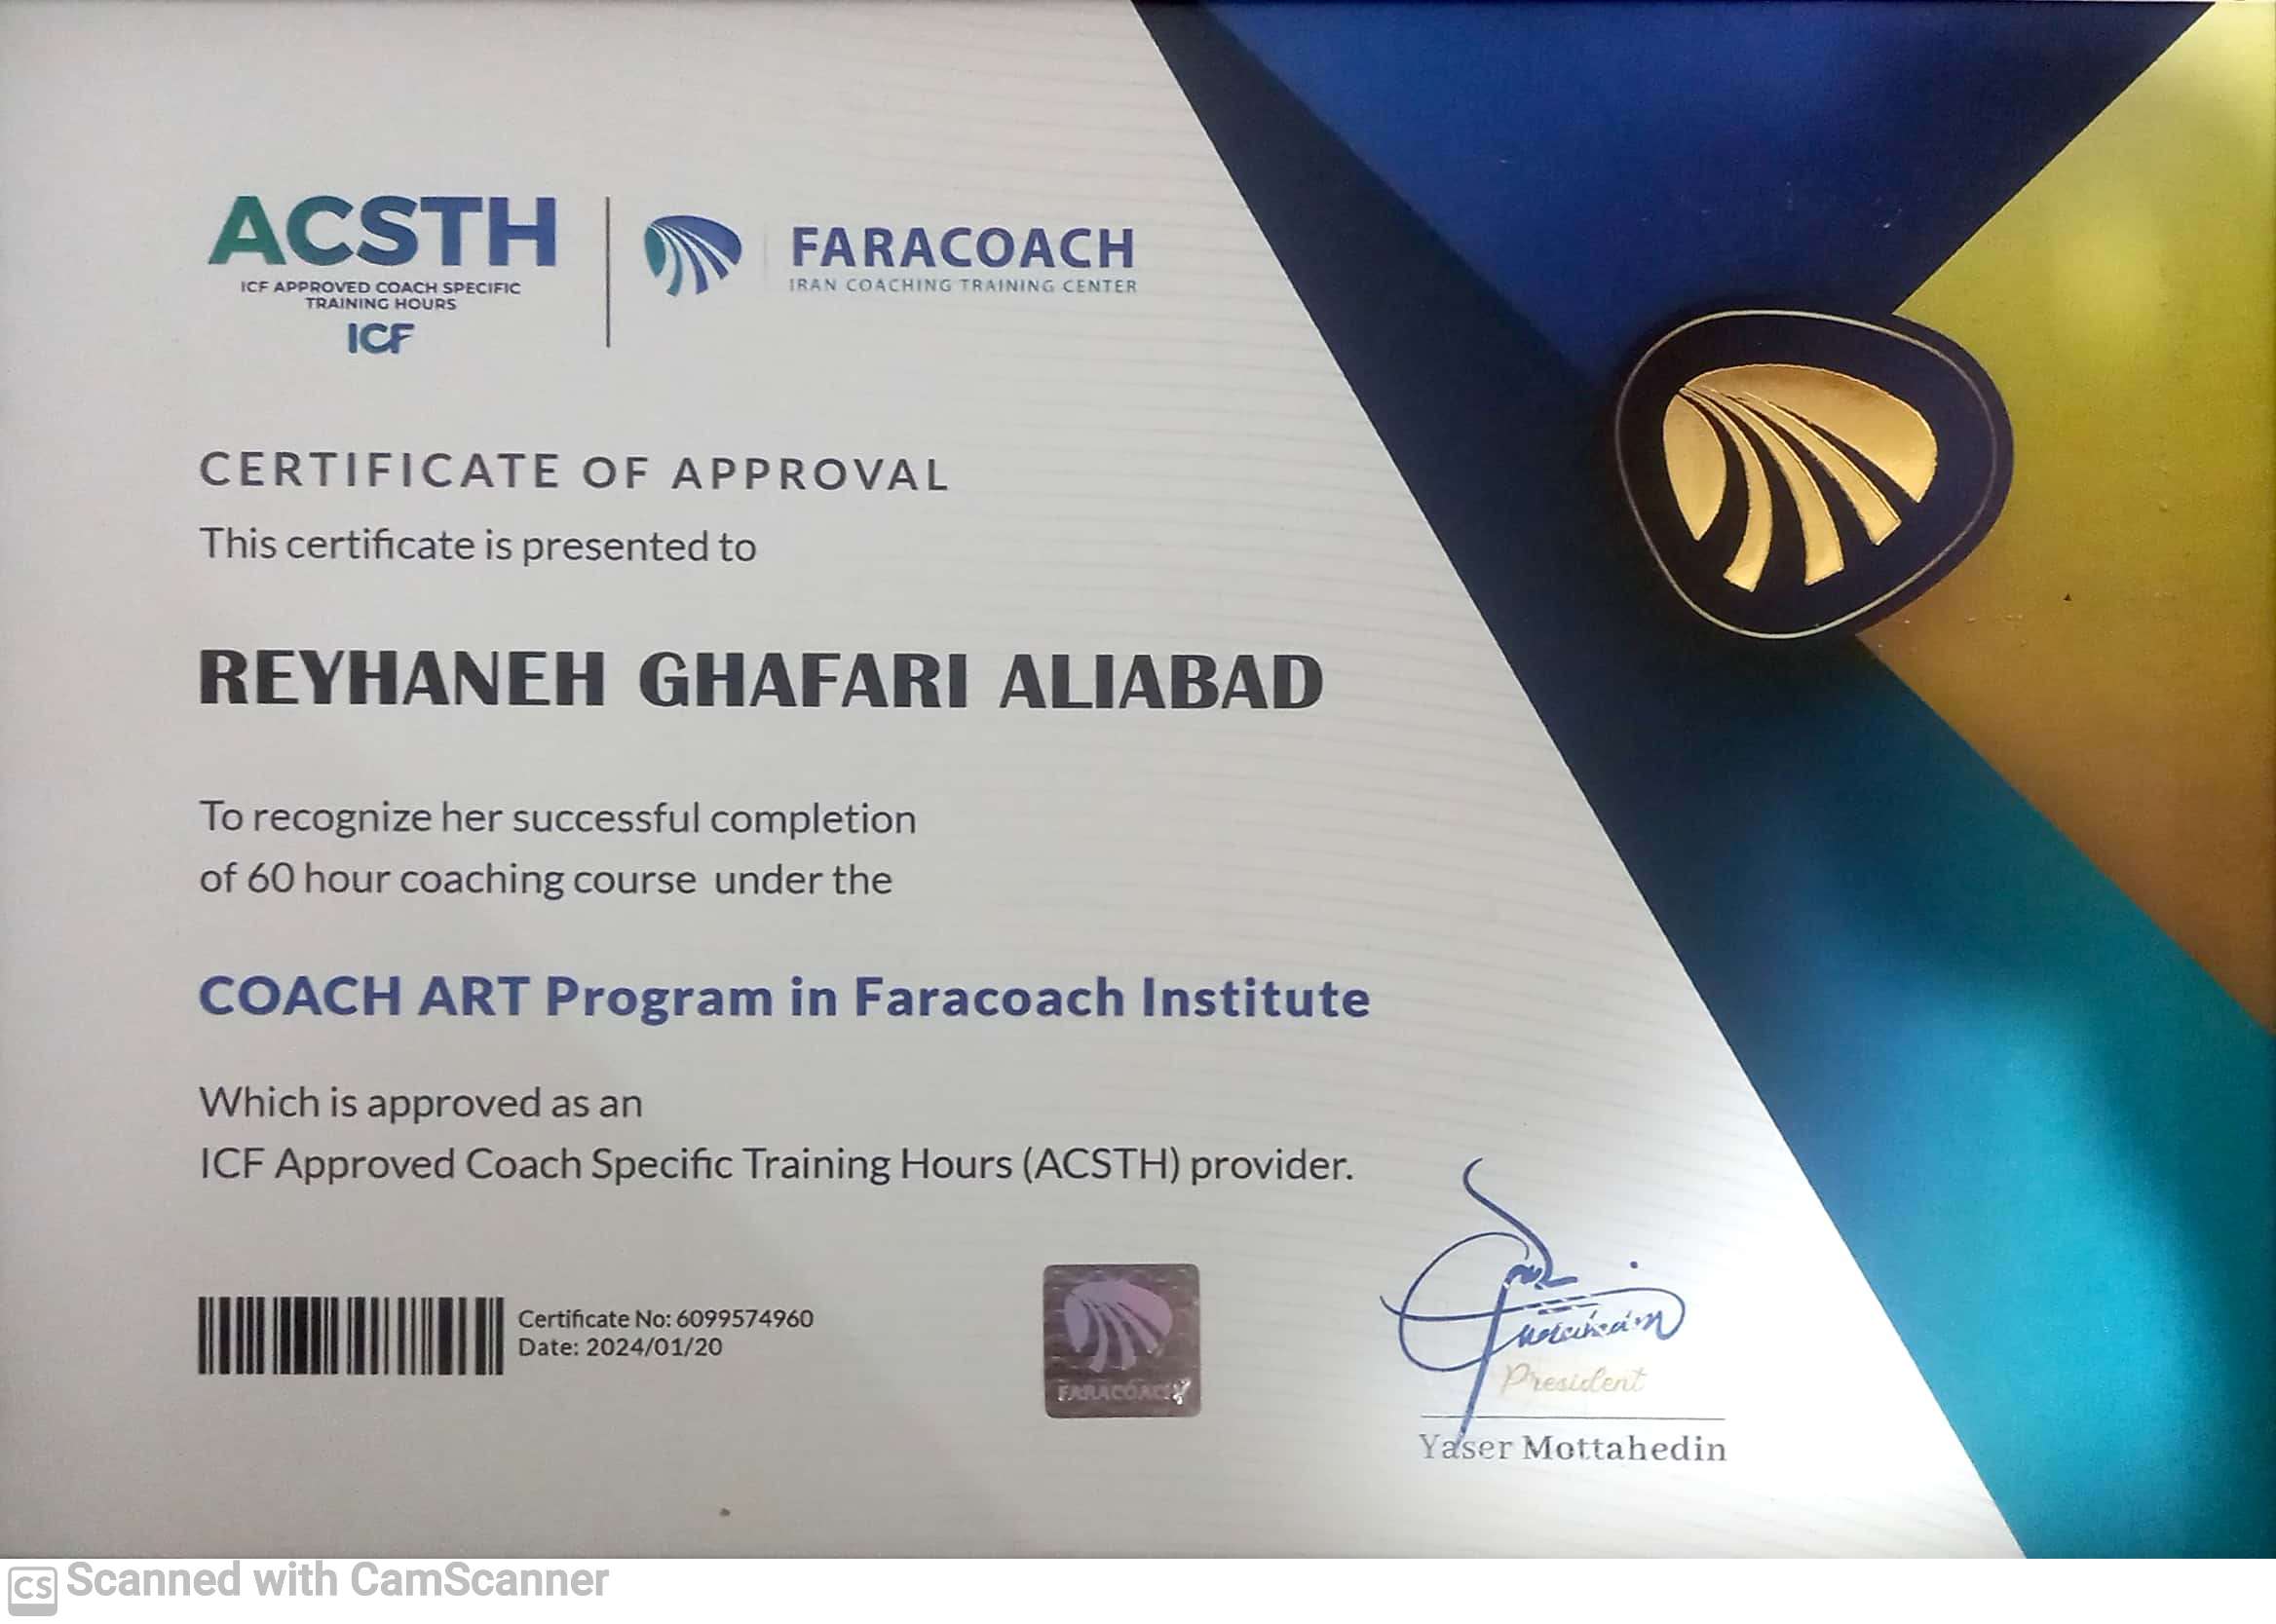 ACSTH
ICF APPROVED COACH SPECIFIC
TRAINING HOURS
ICF
FARACOACH
IRAN COACHING TRAINING CENTER
CERTIFICATE OF APPROVAL
This certificate is presented to
REYHANEH GHAFARI ALIABAD
To recognize her successful completion
of 60 hour coaching course under the
COACH ART Program in Faracoach Institute
Which is approved as an
ICF Approved Coach Specific Training Hours (ACSTH) provider.
Certificate No: 6099574960
Date: 2024/01/20
FARACOACH
President
Yaser Mottahedin
CS Scanned with CamScanner